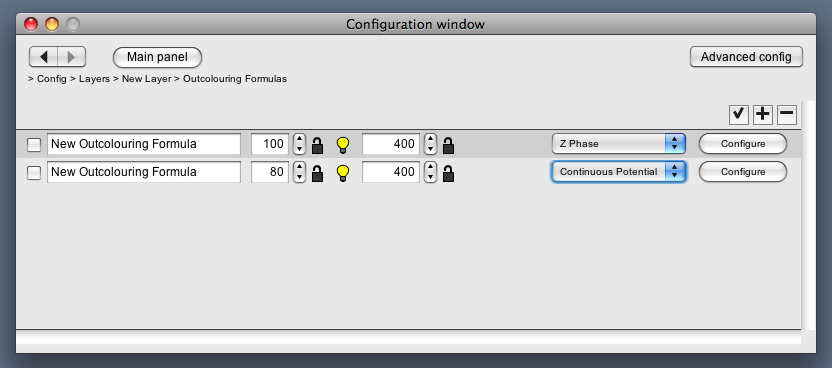 Configuration window
Main panel
Advanced config
> Config > Layers > New Layer > Outcolouring Formulas
New Outcolouring Formula 100 400 Z Phase Configure
New Outcolouring Formula 80 400 Continuous Potential Configure